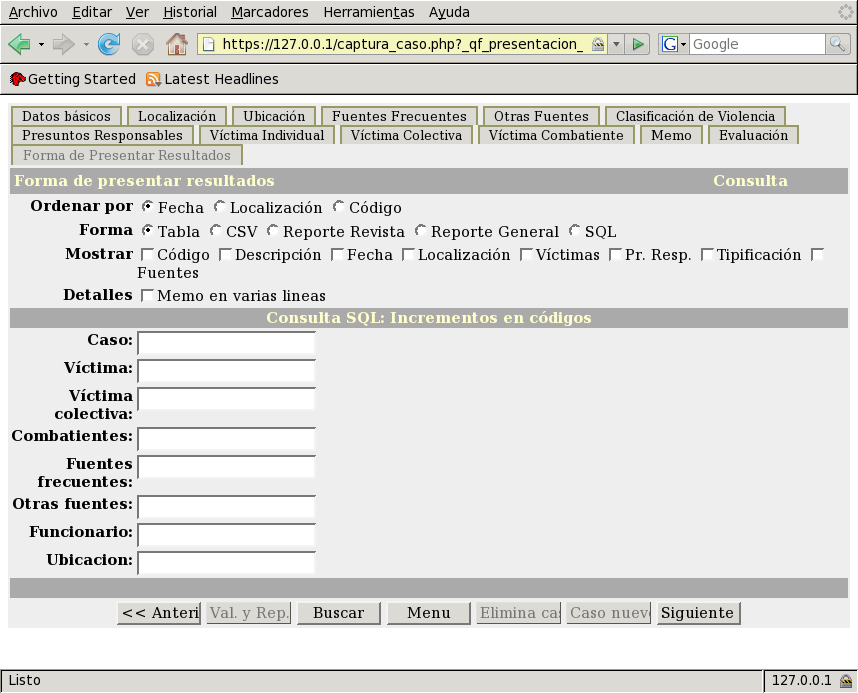 Archivo Editar Ver Historial Marcadores Herramientas Ayuda
https://127.0.0.1/captura_caso.php?_qf_presentacion_ G Google
Getting Started Latest Headlines
Datos básicos Localización Ubicación Fuentes Frecuentes Otras Fuentes Clasificación de Violencia
Presuntos Responsables Víctima Individual Víctima Colectiva Víctima Combatiente Memo Evaluación
Forma de Presentar Resultados
Forma de presentar resultados Consulta
Ordenar por Fecha Localización Código
Forma Tabla CSV Reporte Revista Reporte General SQL
Mostrar Código Descripción Fecha Localización Víctimas Pr. Resp. Tipificación
Fuentes
Detalles Memo en varias lineas
Consulta SQL: Incrementos en códigos
Caso:
Víctima:
Víctima
colectiva:
Combatientes:
Fuentes
frecuentes:
Otras fuentes:
Funcionario:
Ubicacion:
<< Anteri Val. y Rep. Buscar Menu Elimina cas Caso nuevo Siguiente
Listo 127.0.0.1